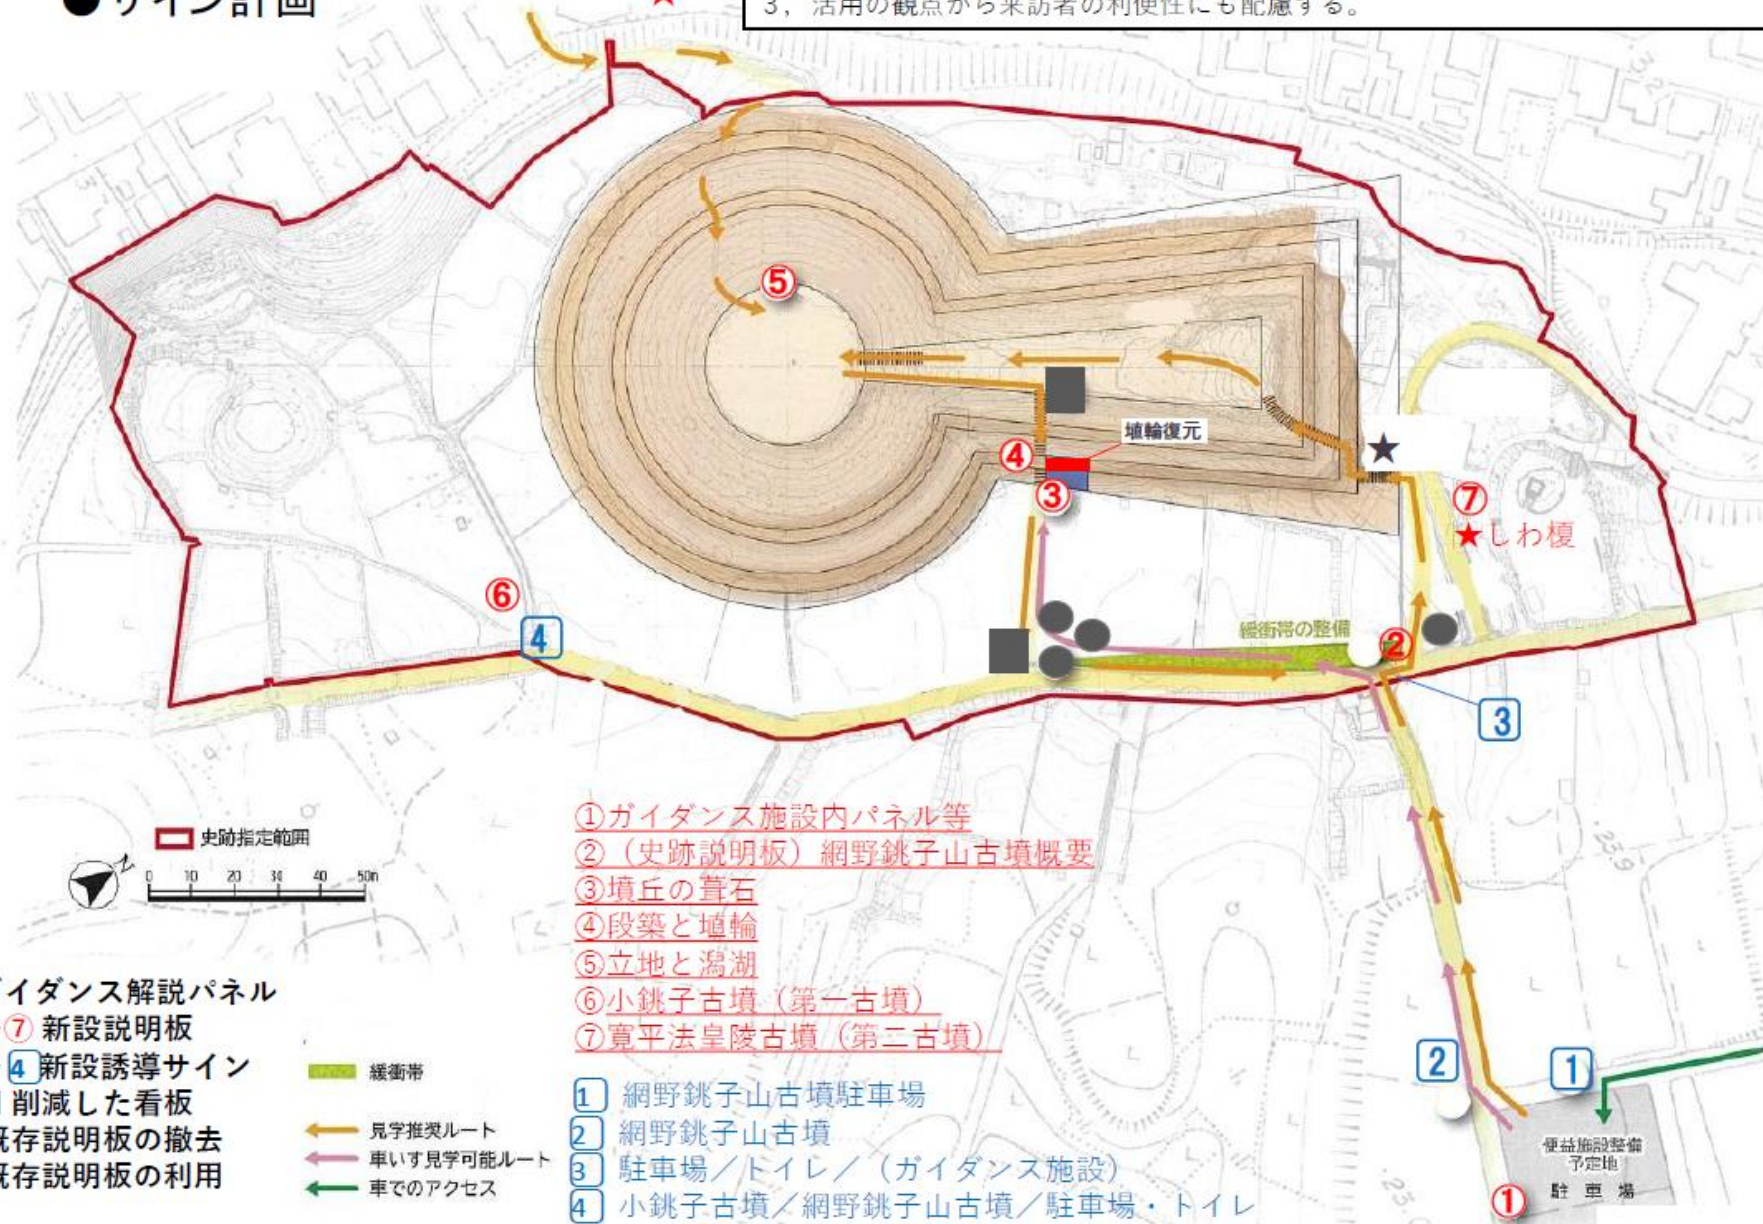 ●サイン計画
3，活用の観点から来訪者の利便性にも配慮する。
⑤
埴輪復元
④
③
⑦
★しわ榎
⑥
4
緩衝帯の整備
②
3
史跡指定範囲
0 10 20 30 40 50m
①ガイダンス施設内パネル等
②（史跡説明板）網野銚子山古墳概要
③墳丘の葺石
④段築と埴輪
⑤立地と潟湖
⑥小銚子古墳（第一古墳）
⑦寛平法皇陵古墳（第二古墳）
イダンス解説パネル
⑦ 新設説明板
4 新設誘導サイン
削減した看板
既存説明板の撤去
既存説明板の利用
緩衝帯
見学推奨ルート
車いす見学可能ルート
車でのアクセス
1 網野銚子山古墳駐車場
2 網野銚子山古墳
3 駐車場／トイレ／（ガイダンス施設）
4 小銚子古墳／網野銚子山古墳／駐車場・トイレ
2
1
便益施設整備
予定地
駐 車 場
①
23.9